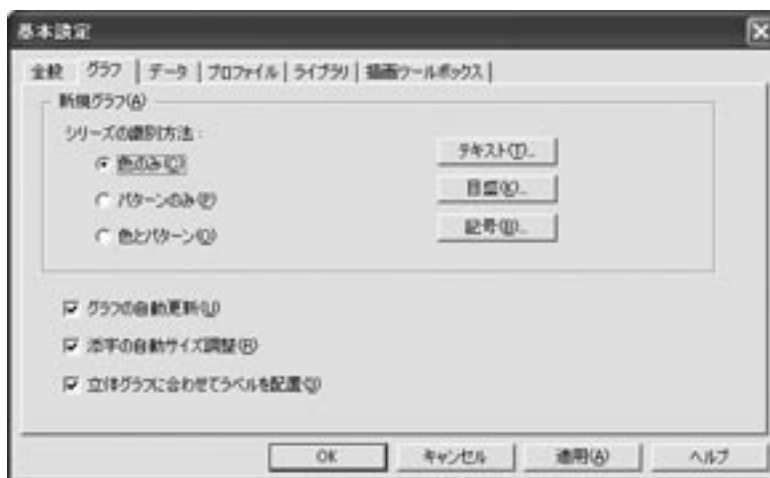 基本設定
全般 グラフ データ プロファイル ライブラリ 描画ツールボックス
新規グラフ(A)
シリーズの識別方法：
色のみ(C)
テキスト(T)...
パターンのみ(P)
目盛(K)...
色とパターン(O)
記号(B)...
グラフの自動更新(U)
添字の自動サイズ調整(R)
立体グラフに合わせてラベルを配置(J)
OK キャンセル 適用(A) ヘルプ